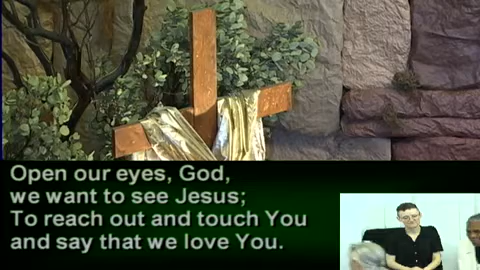 Open our eyes, God,
we want to see Jesus;
To reach out and touch You
and say that we love You.